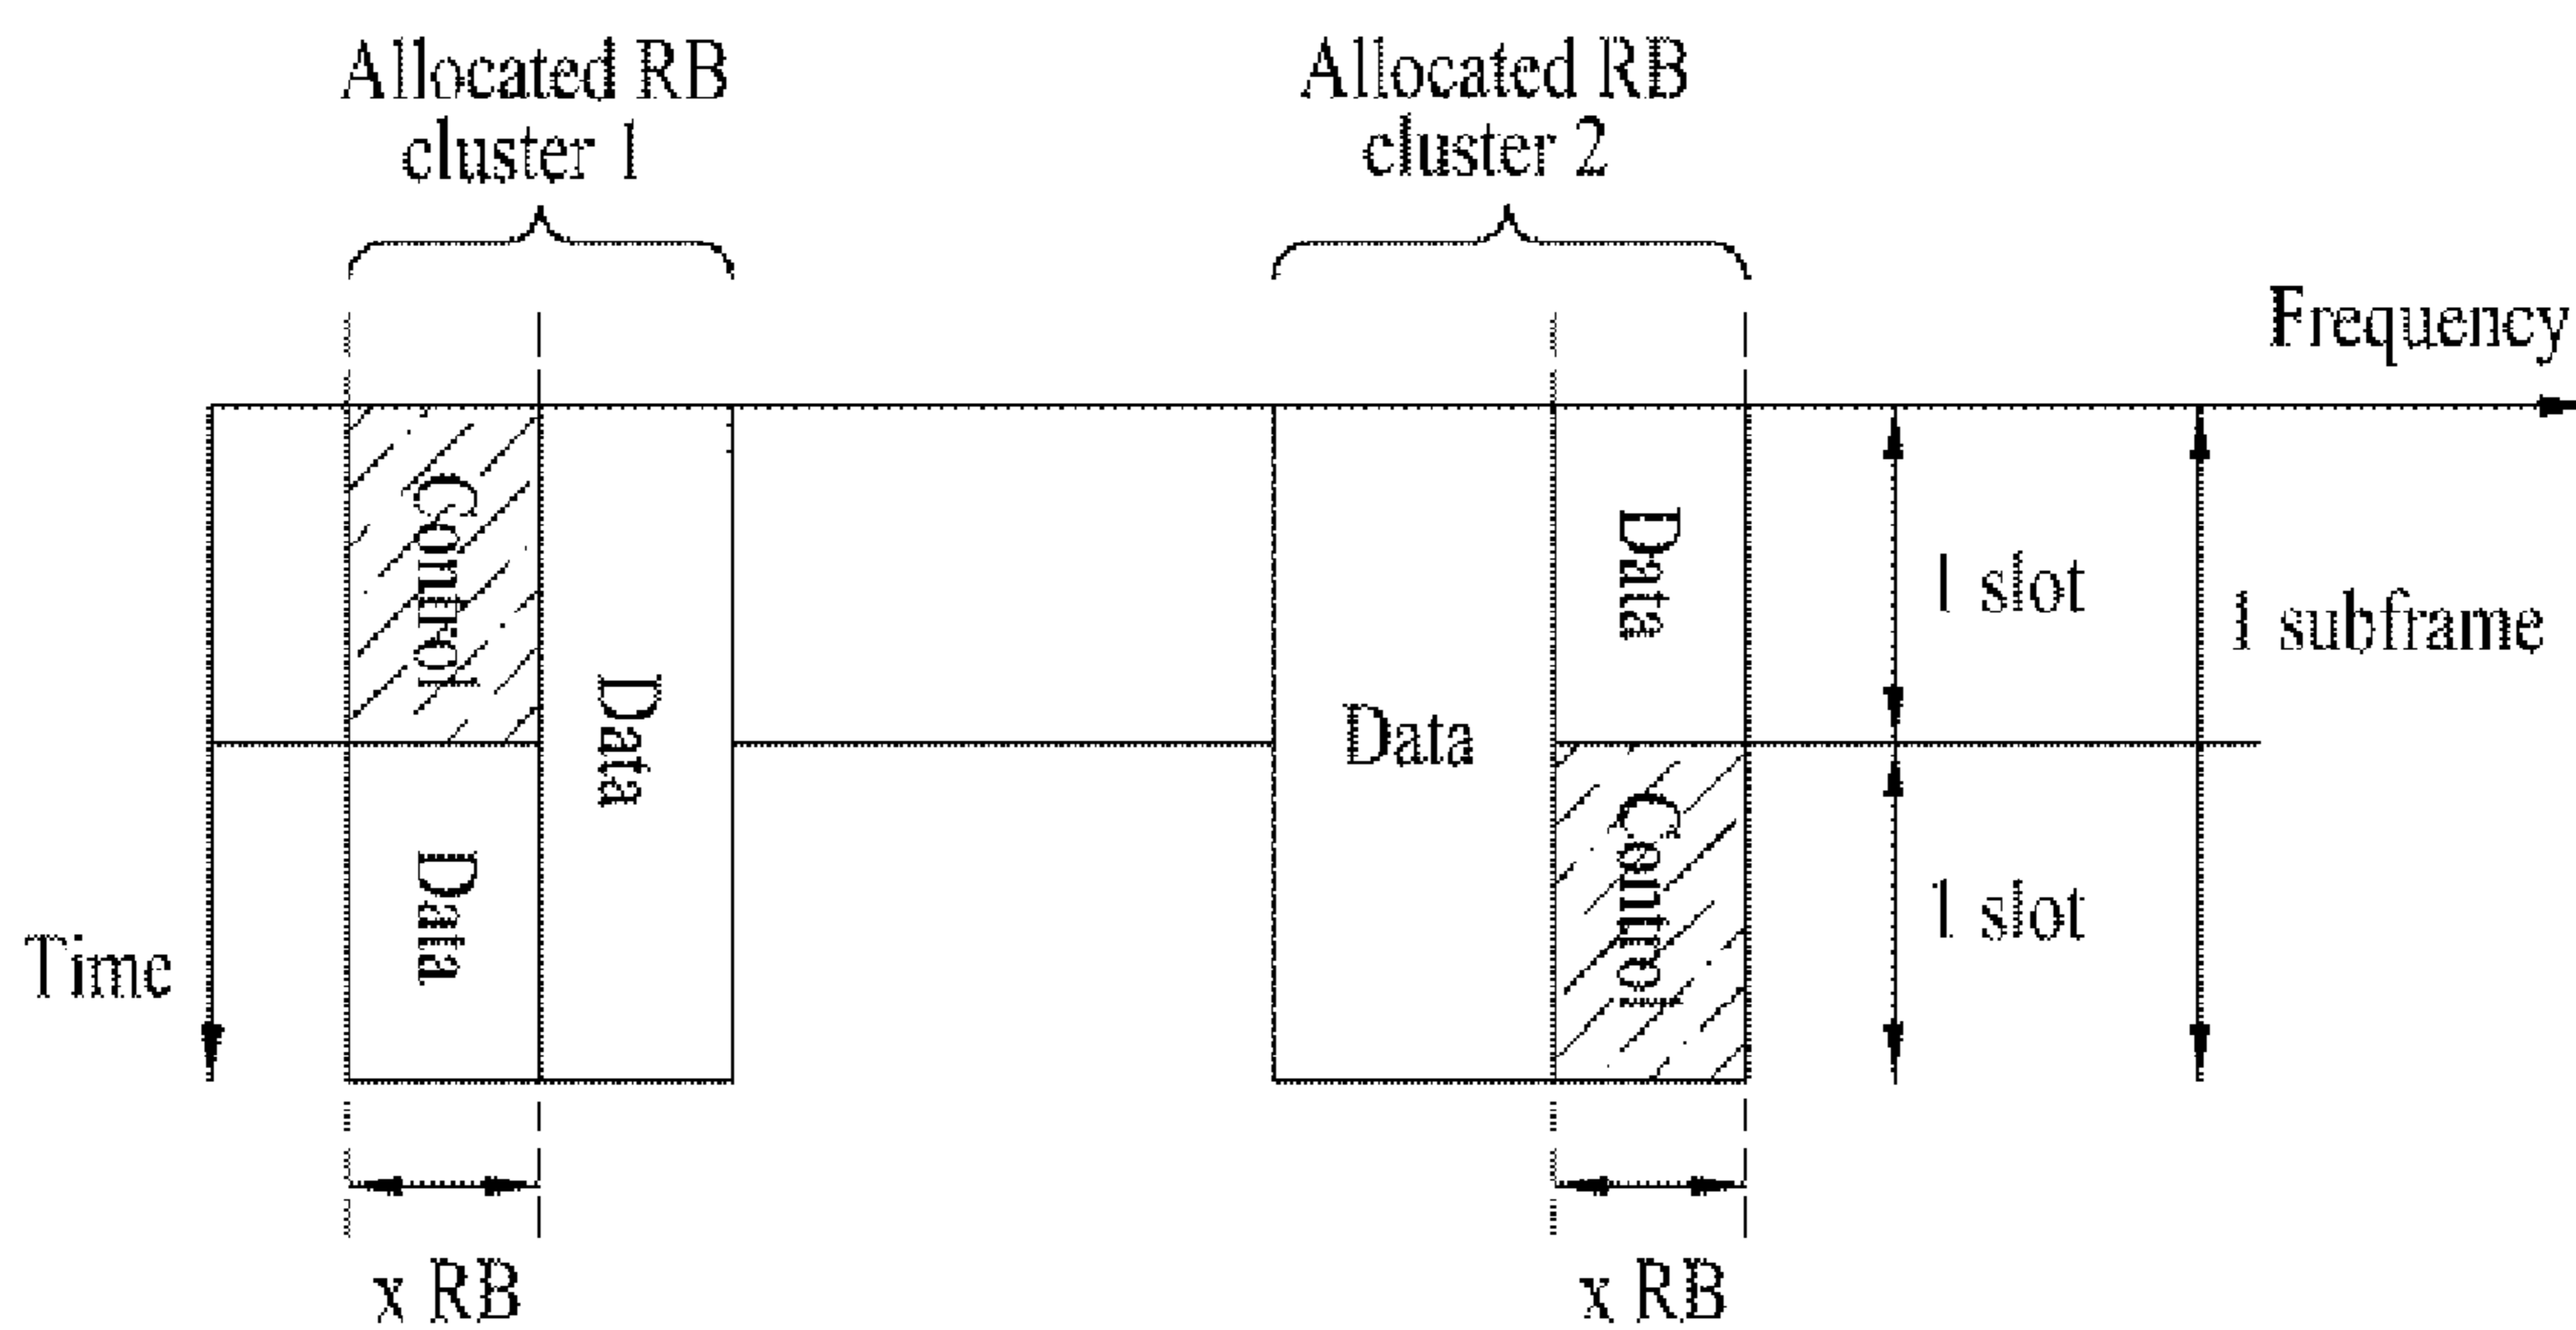 Allocated RB
cluster 1
Allocated RB
cluster 2
Frequency
Control
Data
Data
Data
Data
Control
1 slot
1 subframe
1 slot
Time
x RB
x RB